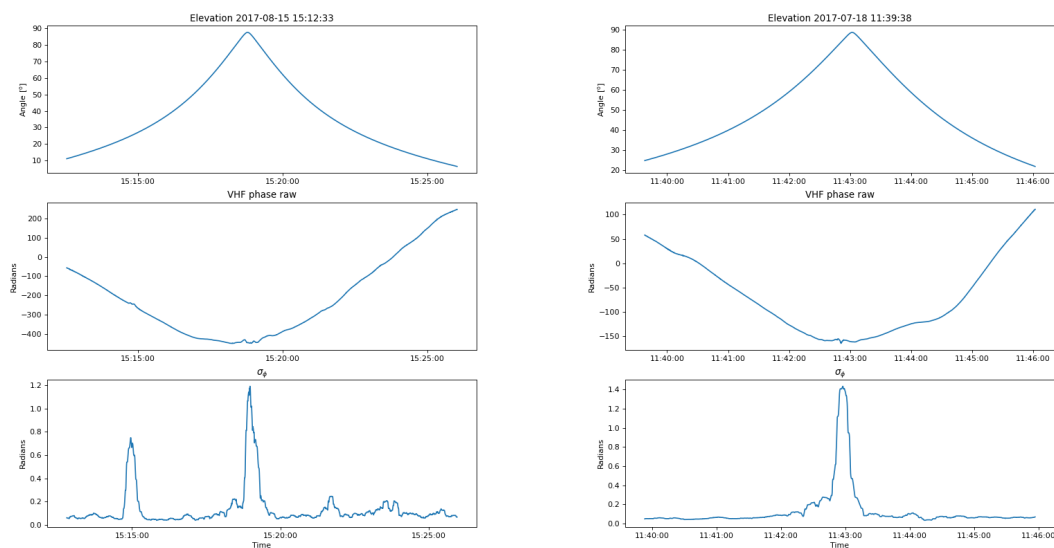 Elevation 2017-08-15 15:12:33
Angle [⁰]
90
80
70
60
50
40
30
20
10
15:15:00 15:20:00 15:25:00
VHF phase raw
Radians
200
100
0
−100
−200
−300
−400
15:15:00 15:20:00 15:25:00
σϕ
Radians
1.2
1.0
0.8
0.6
0.4
0.2
0.0
15:15:00 15:20:00 15:25:00
Time
Elevation 2017-07-18 11:39:38
Angle [⁰]
90
80
70
60
50
40
30
20
11:40:00 11:41:00 11:42:00 11:43:00 11:44:00 11:45:00 11:46:00
VHF phase raw
Radians
100
50
0
−50
−100
−150
11:40:00 11:41:00 11:42:00 11:43:00 11:44:00 11:45:00 11:46:00
σϕ
Radians
1.4
1.2
1.0
0.8
0.6
0.4
0.2
0.0
11:40:00 11:41:00 11:42:00 11:43:00 11:44:00 11:45:00 11:46:00
Time